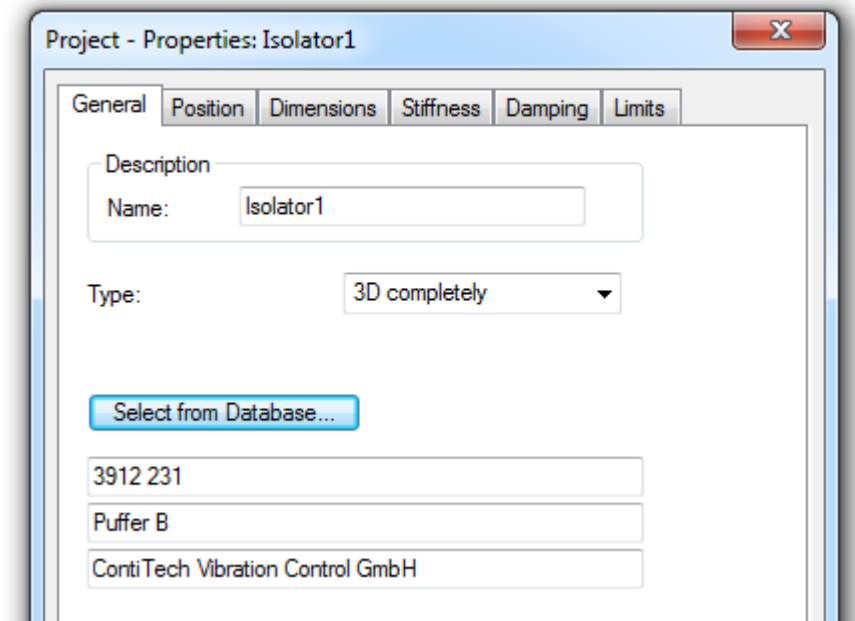 Project - Properties: Isolator1
General Position Dimensions Stiffness Damping Limits
Description
Name: Isolator1
Type: 3D completely
Select from Database...
3912 231
Puffer B
ContiTech Vibration Control GmbH